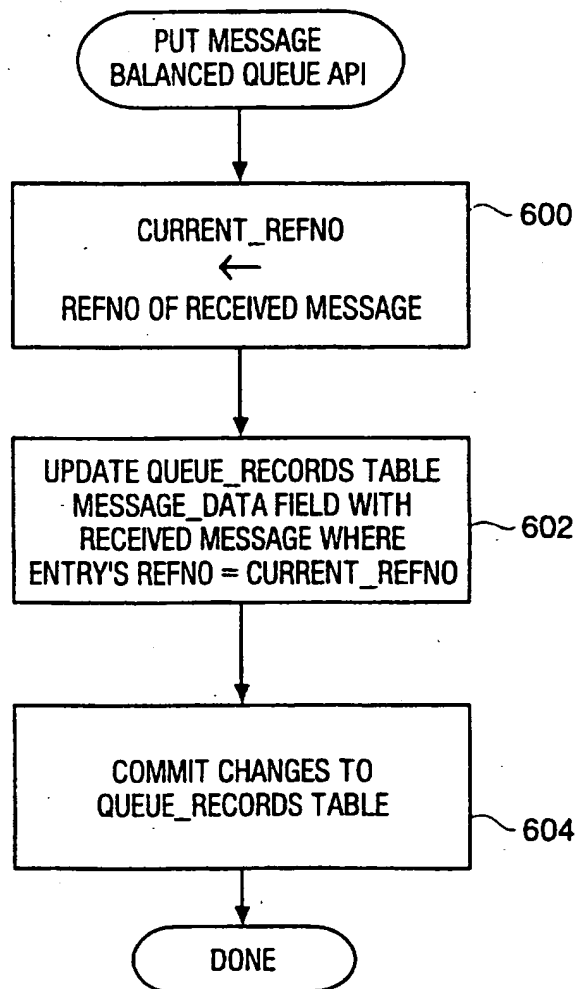 PUT MESSAGE
BALANCED QUEUE API
CURRENT_REFNO
←
REFNO OF RECEIVED MESSAGE
600
UPDATE QUEUE_RECORDS TABLE
MESSAGE_DATA FIELD WITH
RECEIVED MESSAGE WHERE
ENTRY'S REFNO = CURRENT_REFNO
602
COMMIT CHANGES TO
QUEUE_RECORDS TABLE
604
DONE